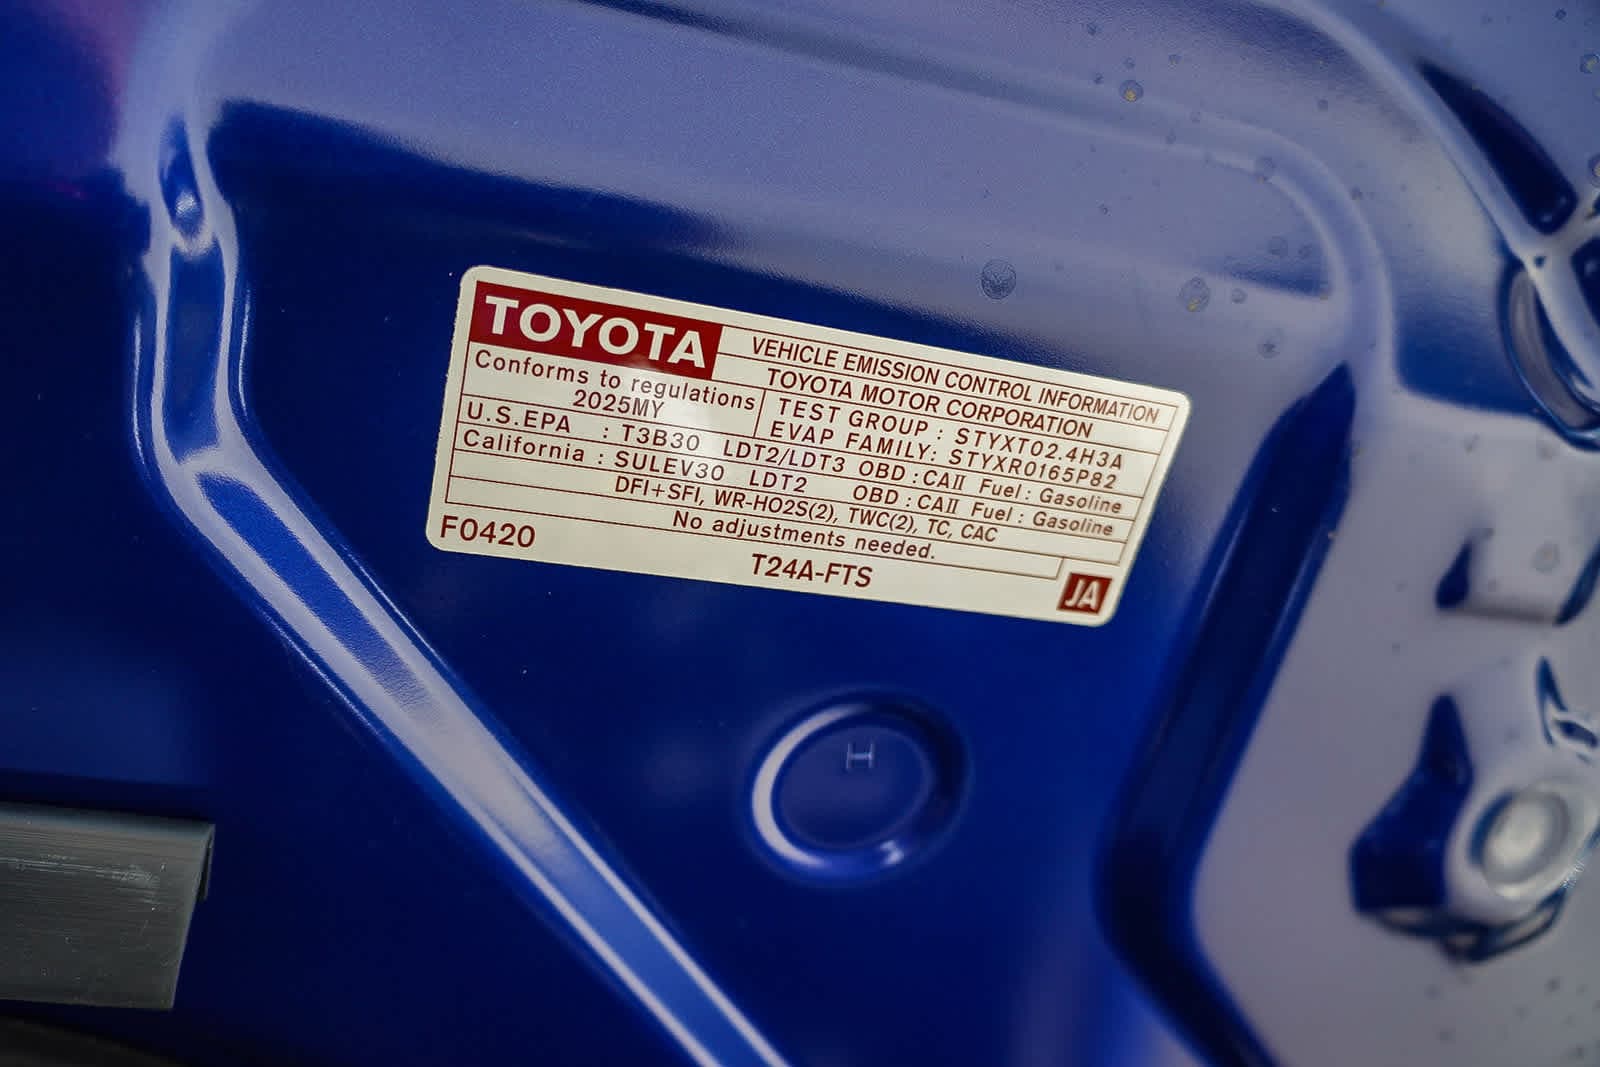 TOYOTA
VEHICLE EMISSION CONTROL INFORMATION
TOYOTA MOTOR CORPORATION
Conforms to regulations
2025MY
TEST GROUP : STYXT02.4H3A
EVAP FAMILY: STYXR0165P82
U.S.EPA : T3B30 LDT2/LDT3 OBD : CAII Fuel : Gasoline
California : SULEV30 LDT2 OBD : CAII Fuel : Gasoline
DFI+SFI, WR-HO2S(2), TWC(2), TC, CAC
No adjustments needed.
F0420
T24A-FTS
JA
H